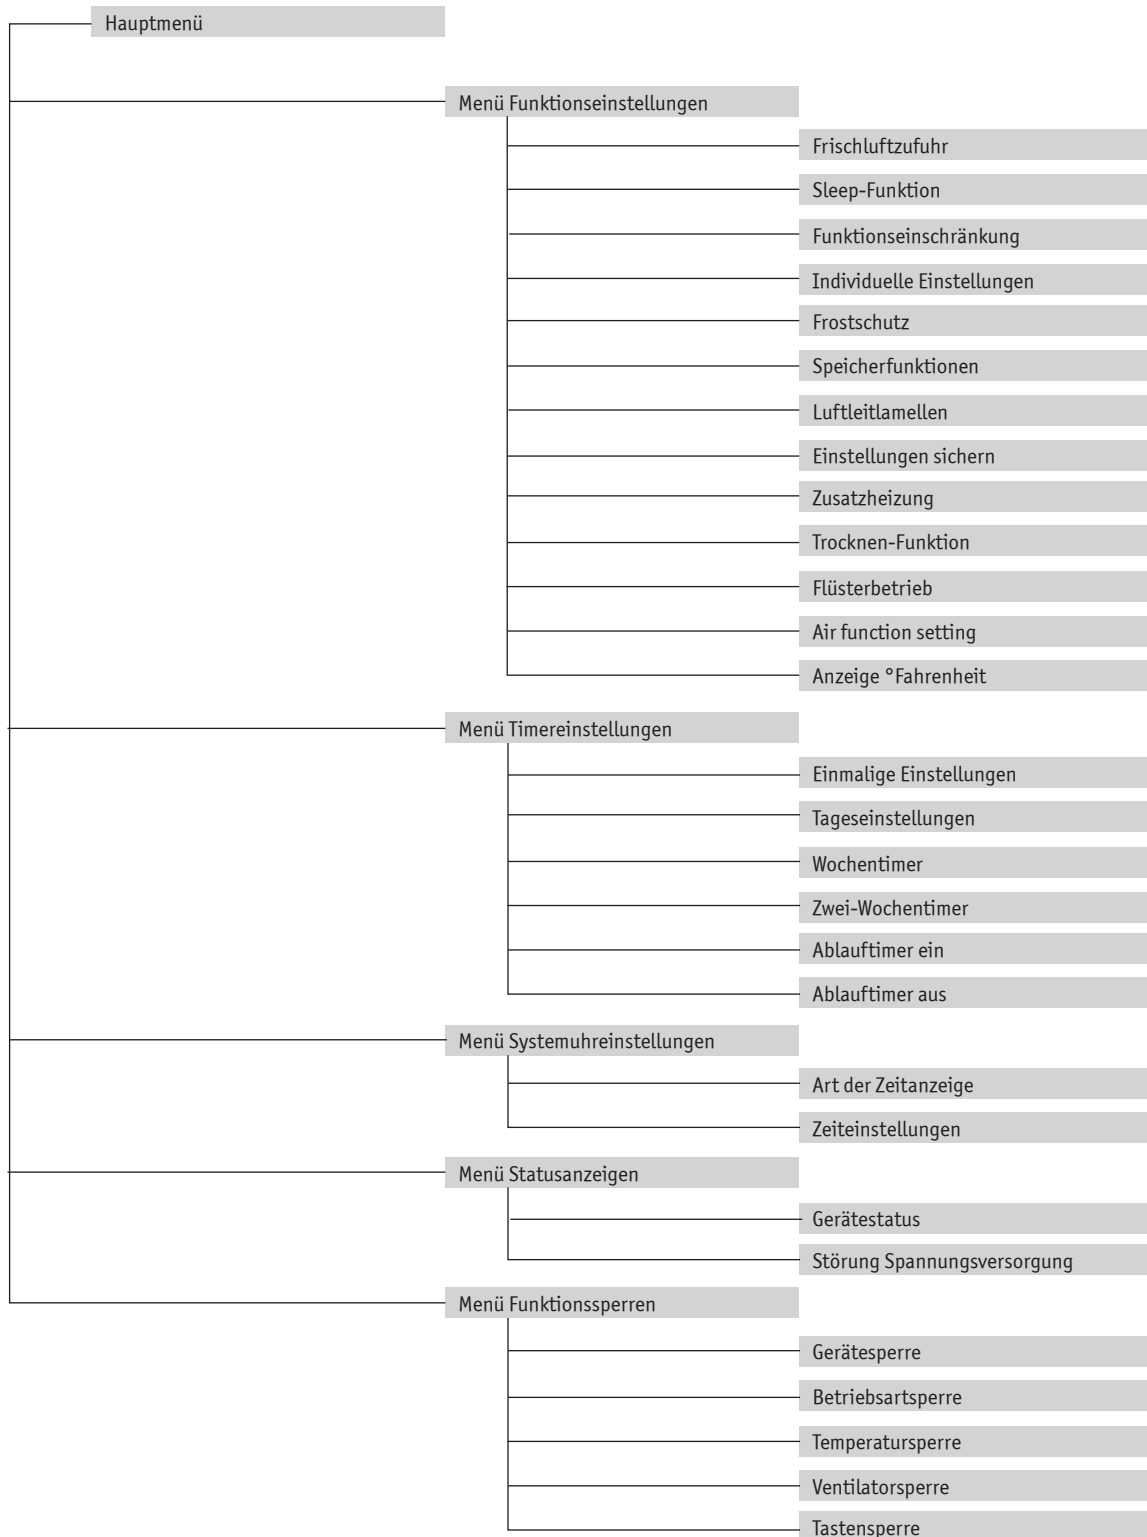 Hauptmenü
Menü Funktionseinstellungen
Frischluftzufuhr
Sleep-Funktion
Funktionseinschränkung
Individuelle Einstellungen
Frostschutz
Speicherfunktionen
Luftleitlamellen
Einstellungen sichern
Zusatzheizung
Trocknen-Funktion
Flüsterbetrieb
Air function setting
Anzeige °Fahrenheit
Menü Timereinstellungen
Einmalige Einstellungen
Tageseinstellungen
Wochentimer
Zwei-Wochentimer
Ablauftimer ein
Ablauftimer aus
Menü Systemuhreinstellungen
Art der Zeitanzeige
Zeiteinstellungen
Menü Statusanzeigen
Gerätestatus
Störung Spannungsversorgung
Menü Funktionssperren
Gerätesperre
Betriebsartsperre
Temperatursperre
Ventilatorsperre
Tastensperre